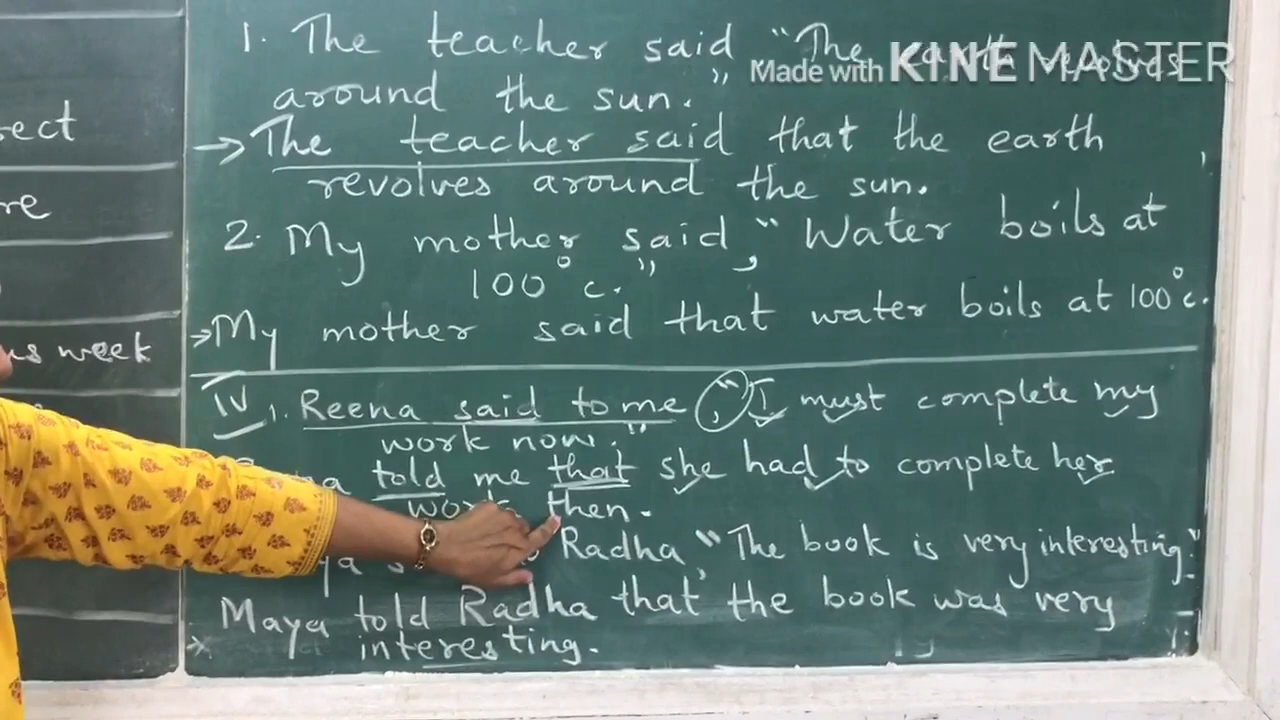 1. The teacher said, "The earth revolves
around the sun."
→ The teacher said that the earth
revolves around the sun.
2. My mother said, "Water boils at
100°c."
→ My mother said that water boils at 100°c.
IV 1. Reena said to me, "I must complete my
work now."
told me that she had to complete her
work then.
Radha, "The book is very interesting."
Maya told Radha that the book was very
interesting.
ect
re
week
Made with KINEMASTER